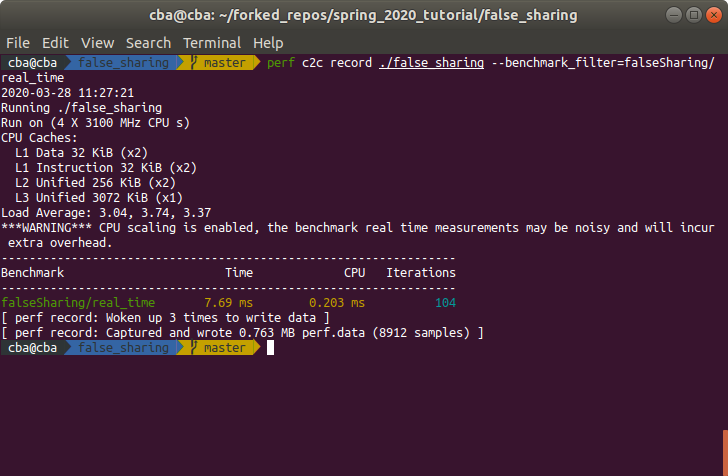 cba@cba: ~/forked_repos/spring_2020_tutorial/false_sharing
File Edit View Search Terminal Help
cba@cba false_sharing master perf c2c record ./false_sharing --benchmark_filter=falseSharing/
real_time
2020-03-28 11:27:21
Running ./false_sharing
Run on (4 X 3100 MHz CPU s)
CPU Caches:
L1 Data 32 KiB (x2)
L1 Instruction 32 KiB (x2)
L2 Unified 256 KiB (x2)
L3 Unified 3072 KiB (x1)
Load Average: 3.04, 3.74, 3.37
***WARNING*** CPU scaling is enabled, the benchmark real time measurements may be noisy and will incur
extra overhead.
---------------------------------------------------------------
Benchmark Time CPU Iterations
---------------------------------------------------------------
falseSharing/real_time 7.69 ms 0.203 ms 104
[ perf record: Woken up 3 times to write data ]
[ perf record: Captured and wrote 0.763 MB perf.data (8912 samples) ]
cba@cba false_sharing master